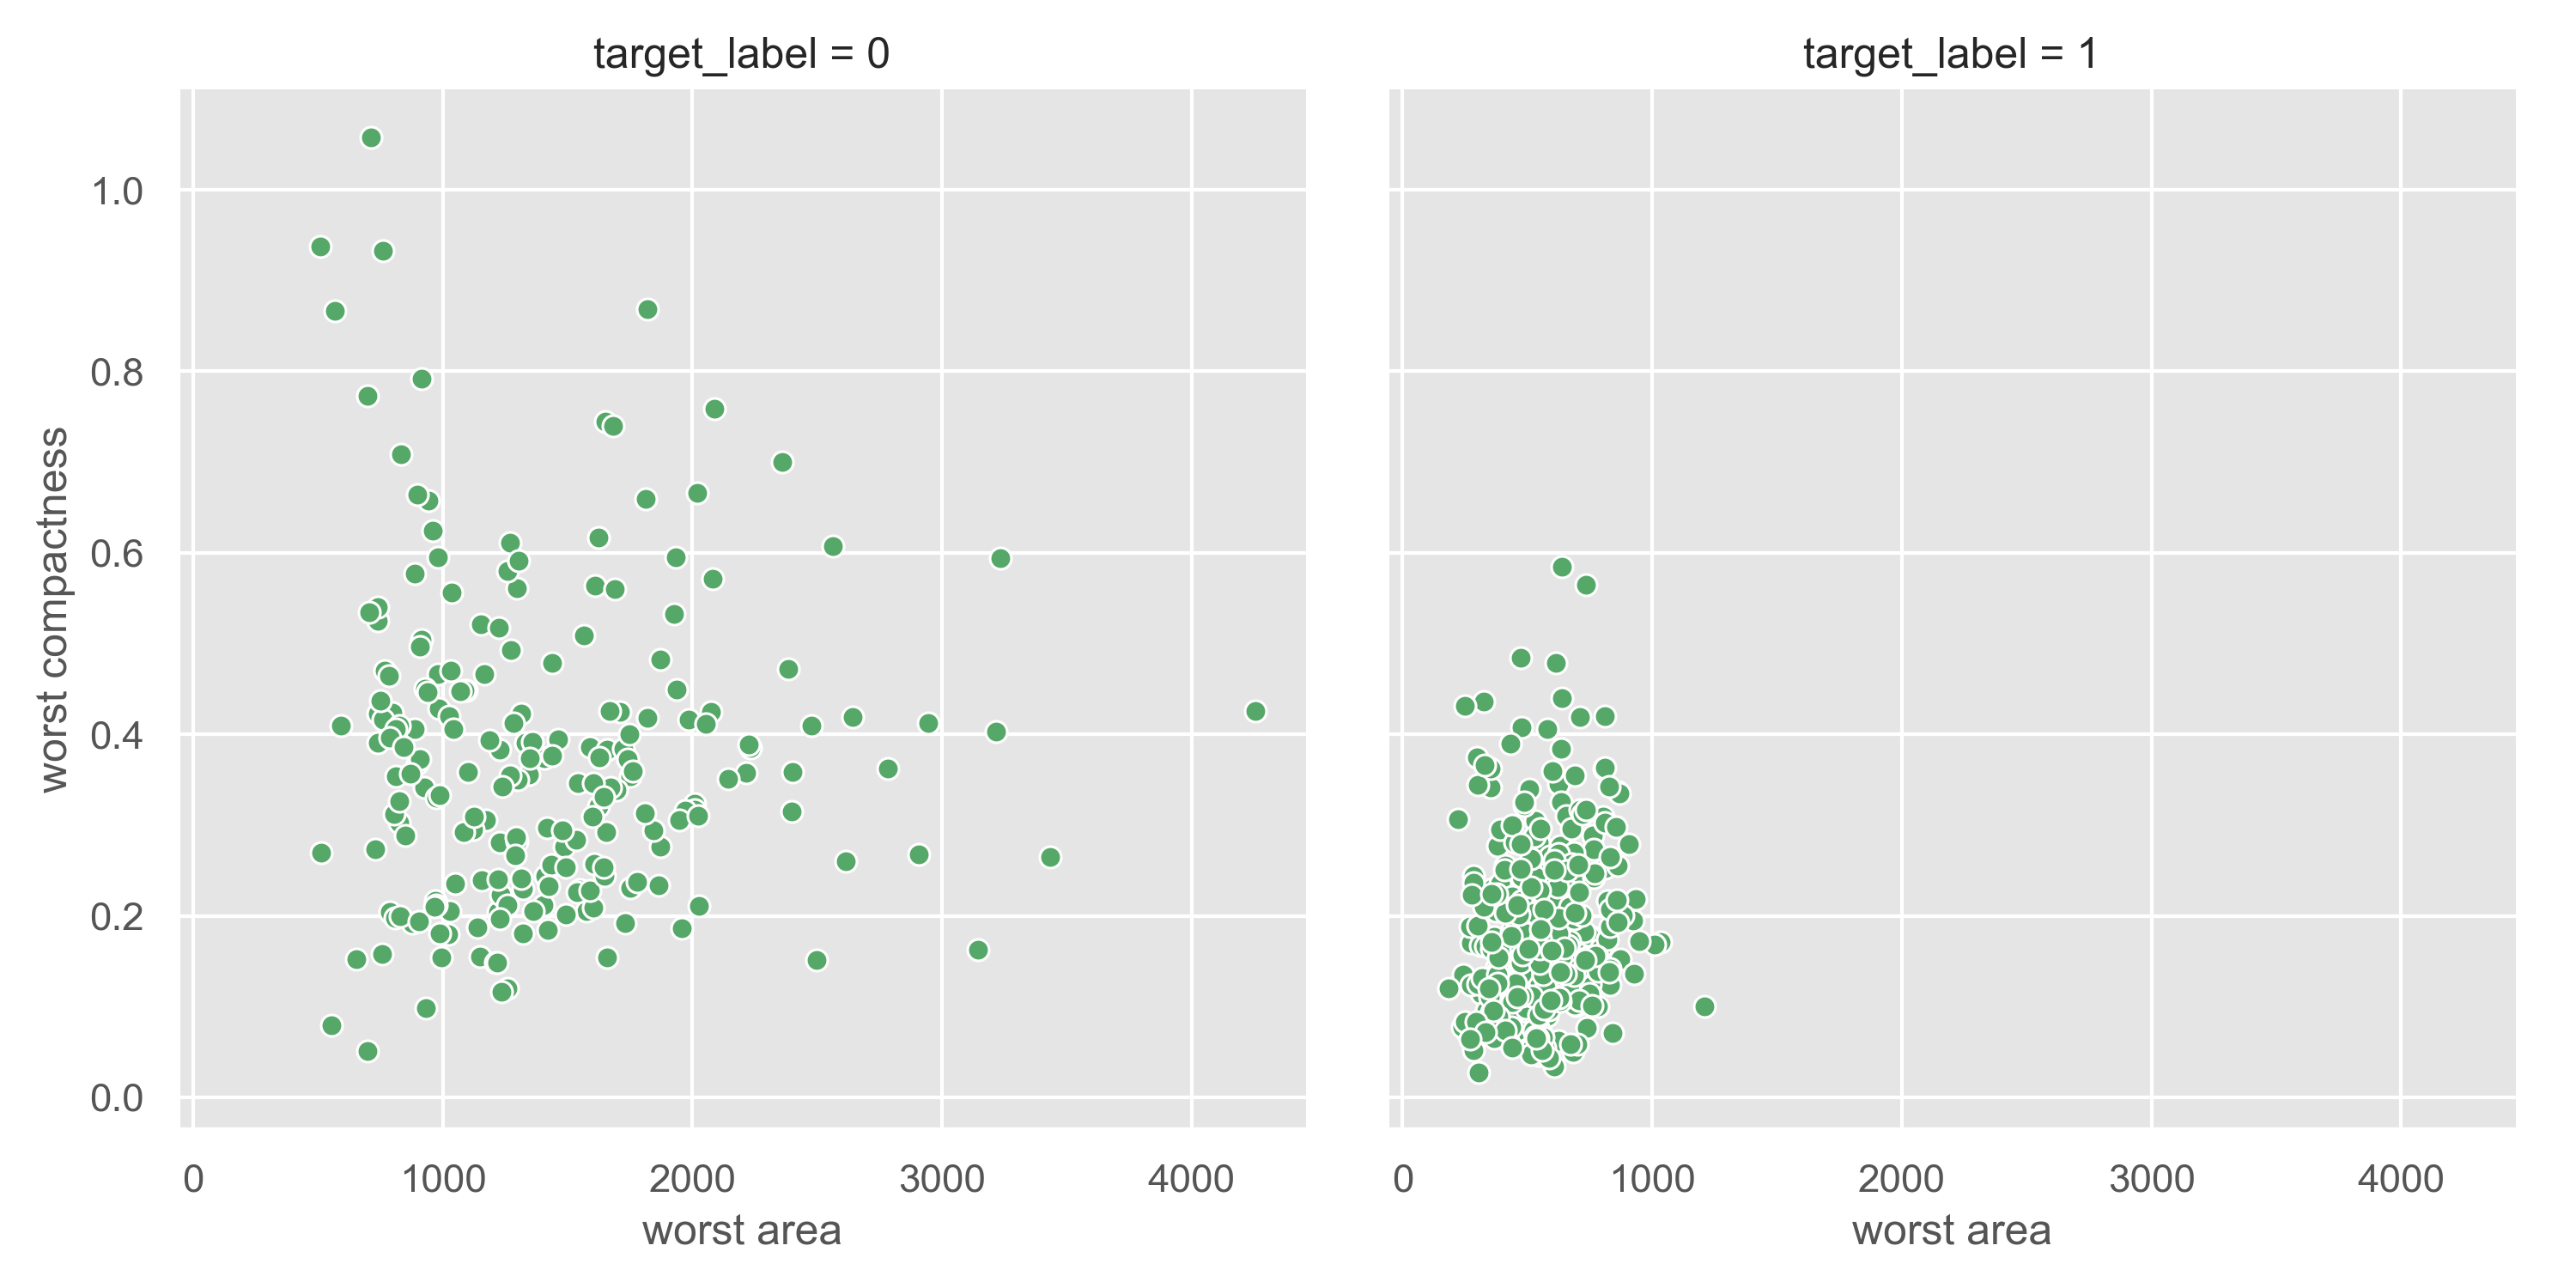 target_label = 0
target_label = 1
worst compactness
1.0
0.8
0.6
0.4
0.2
0.0
0 1000 2000 3000 4000
0 1000 2000 3000 4000
worst area
worst area